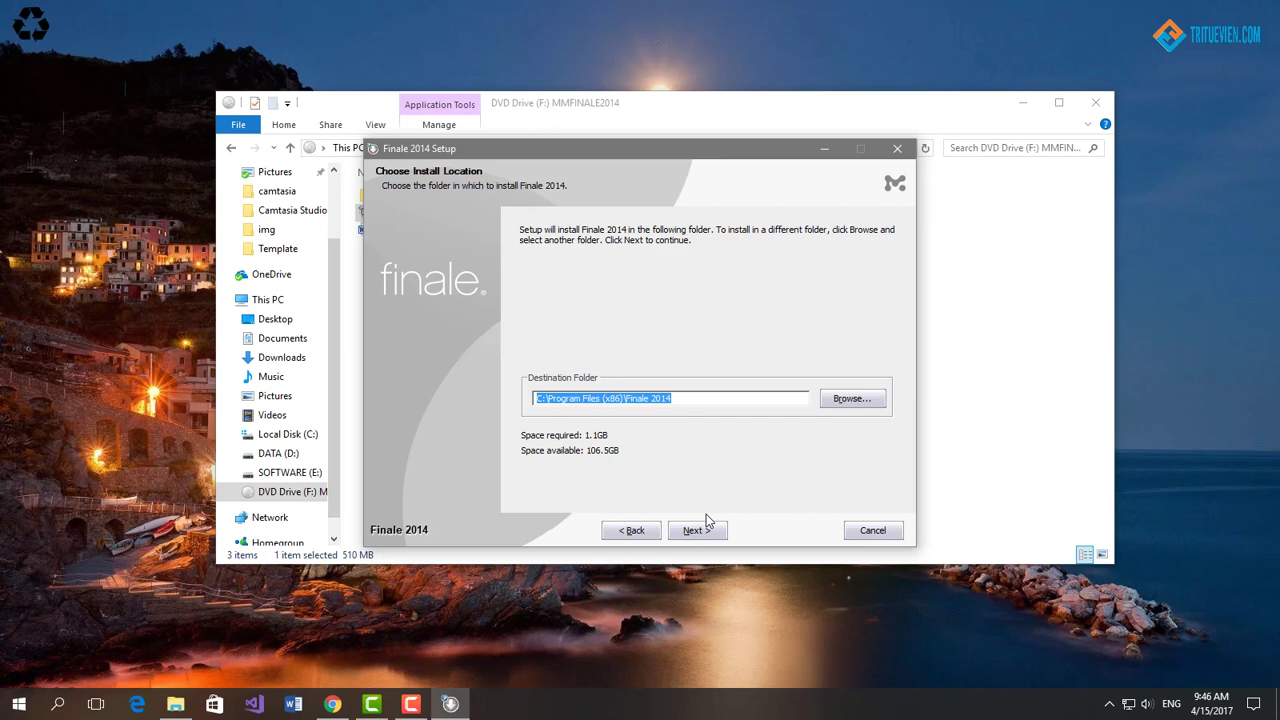 TRITUEVIEN.COM
Application Tools
DVD Drive (F:) MMFINALE2014
File
Home
Share
View
Manage
This PC
Search DVD Drive (F:) MMFIN...
Finale 2014 Setup
Choose Install Location
Choose the folder in which to install Finale 2014.
Setup will install Finale 2014 in the following folder. To install in a different folder, click Browse and
select another folder. Click Next to continue.
finale.
Destination Folder
C:\Program Files (x86)\Finale 2014
Browse...
Space required: 1.1GB
Space available: 106.5GB
Finale 2014
< Back
Next >
Cancel
Pictures
camtasia
Camtasia Studio
img
Template
OneDrive
This PC
Desktop
Documents
Downloads
Music
Pictures
Videos
Local Disk (C:)
DATA (D:)
SOFTWARE (E:)
DVD Drive (F:) M
Network
Homegroup
3 items
1 item selected 510 MB
ENG
9:46 AM
4/15/2017